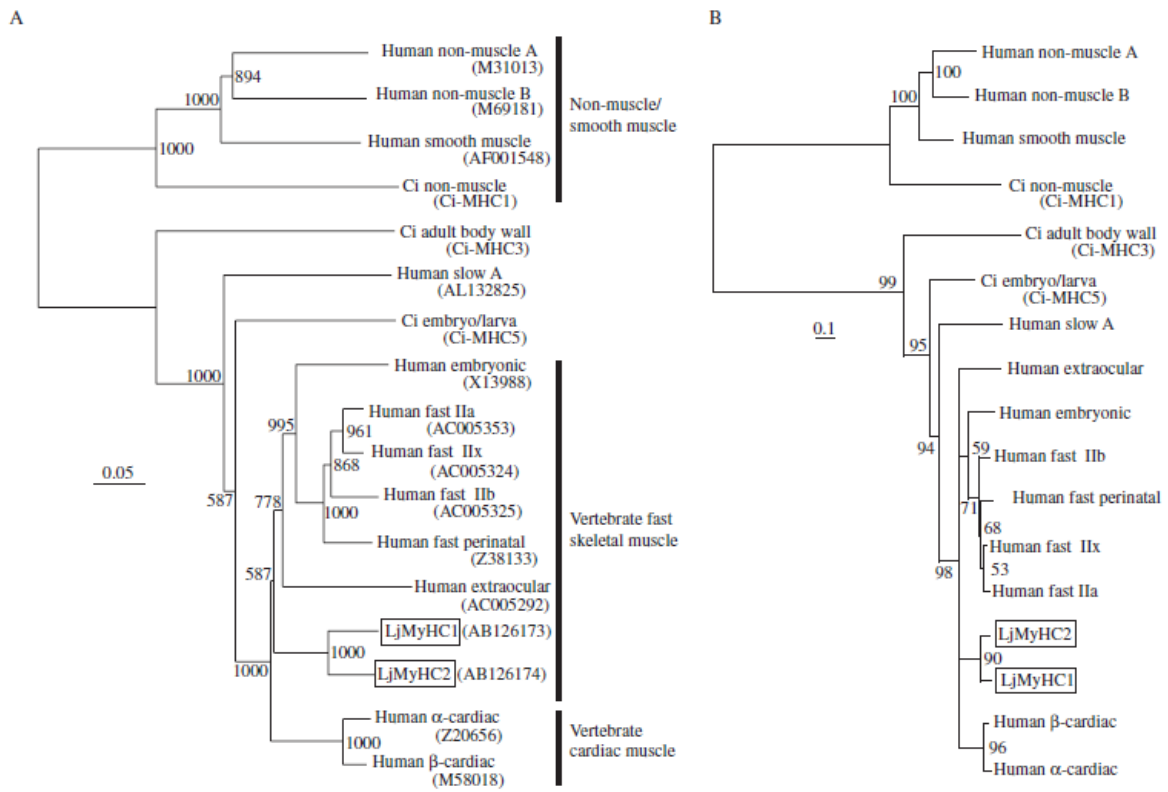 A
Human non-muscle A
(M31013)
894
Human non-muscle B
(M69181)
1000
Human smooth muscle
(AF001548)
1000
Ci non-muscle
(Ci-MHC1)
Non-muscle/
smooth muscle
Ci adult body wall
(Ci-MHC3)
Human slow A
(AL132825)
Ci embryo/larva
(Ci-MHC5)
1000
Human embryonic
(X13988)
Human fast IIa
(AC005353)
995
961
Human fast IIx
(AC005324)
868
0.05
Human fast IIb
(AC005325)
587
778
1000
Human fast perinatal
(Z38133)
Vertebrate fast
skeletal muscle
587
Human extraocular
(AC005292)
LjMyHC1 (AB126173)
1000
1000
LjMyHC2 (AB126174)
Human α-cardiac
(Z20656)
1000
Human β-cardiac
(M58018)
Vertebrate
cardiac muscle
B
Human non-muscle A
100
Human non-muscle B
100
Human smooth muscle
Ci non-muscle
(Ci-MHC1)
Ci adult body wall
(Ci-MHC3)
99
Ci embryo/larva
(Ci-MHC5)
0.1
Human slow A
95
Human extraocular
Human embryonic
94
59
Human fast IIb
Human fast perinatal
71
68
Human fast IIx
98
53
Human fast IIa
LjMyHC2
90
LjMyHC1
Human β-cardiac
96
Human α-cardiac